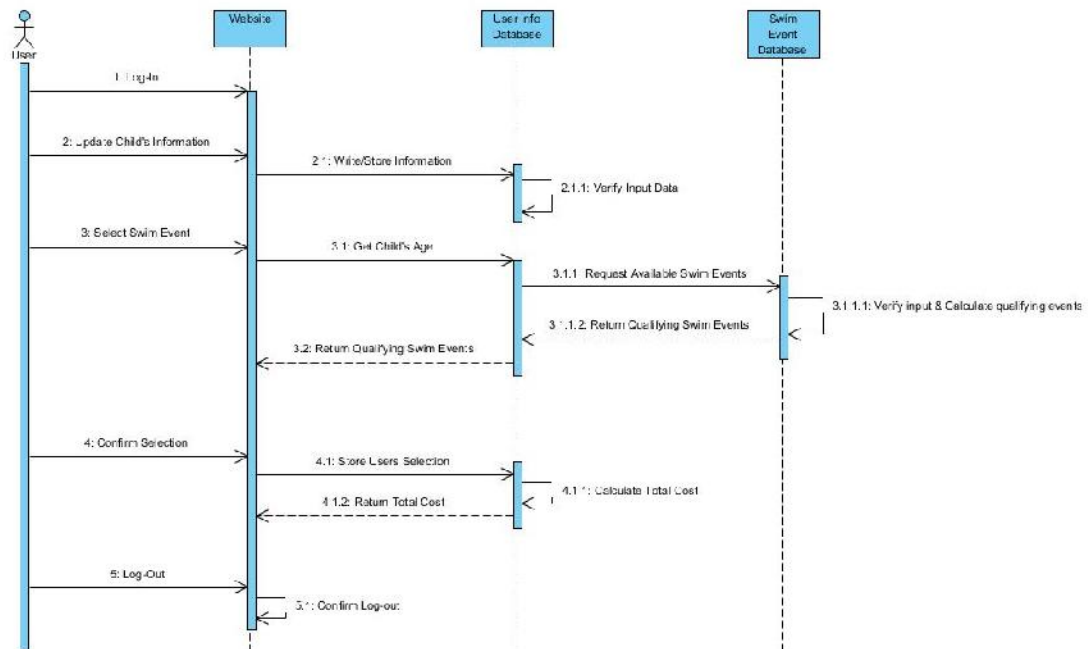 User
Website
User Info
Database
Swim
Event
Database
1: Log-In
2: Update Child's Information
2.1: Write/Store Information
2.1.1: Verify Input Data
3: Select Swim Event
3.1: Get Child's Age
3.1.1: Request Available Swim Events
3.1.1.1: Verify input & Calculate qualifying events
3.1.1.2: Return Qualifying Swim Events
3.2: Return Qualifying Swim Events
4: Confirm Selection
4.1: Store Users Selection
4.1.1: Calculate Total Cost
4.1.2: Return Total Cost
5: Log-Out
5.1: Confirm Log-out